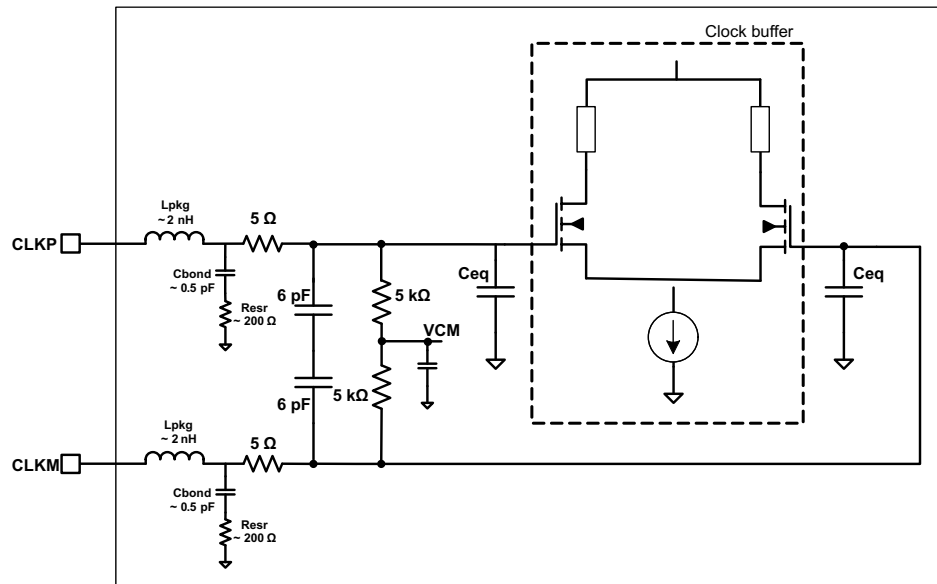 Clock buffer
Lpkg
~ 2 nH
5 Ω
CLKP
Cbond
~ 0.5 pF
Resr
~ 200 Ω
6 pF
5 kΩ
Ceq
Ceq
VCM
6 pF
5 kΩ
Lpkg
~ 2 nH
5 Ω
CLKM
Cbond
~ 0.5 pF
Resr
~ 200 Ω